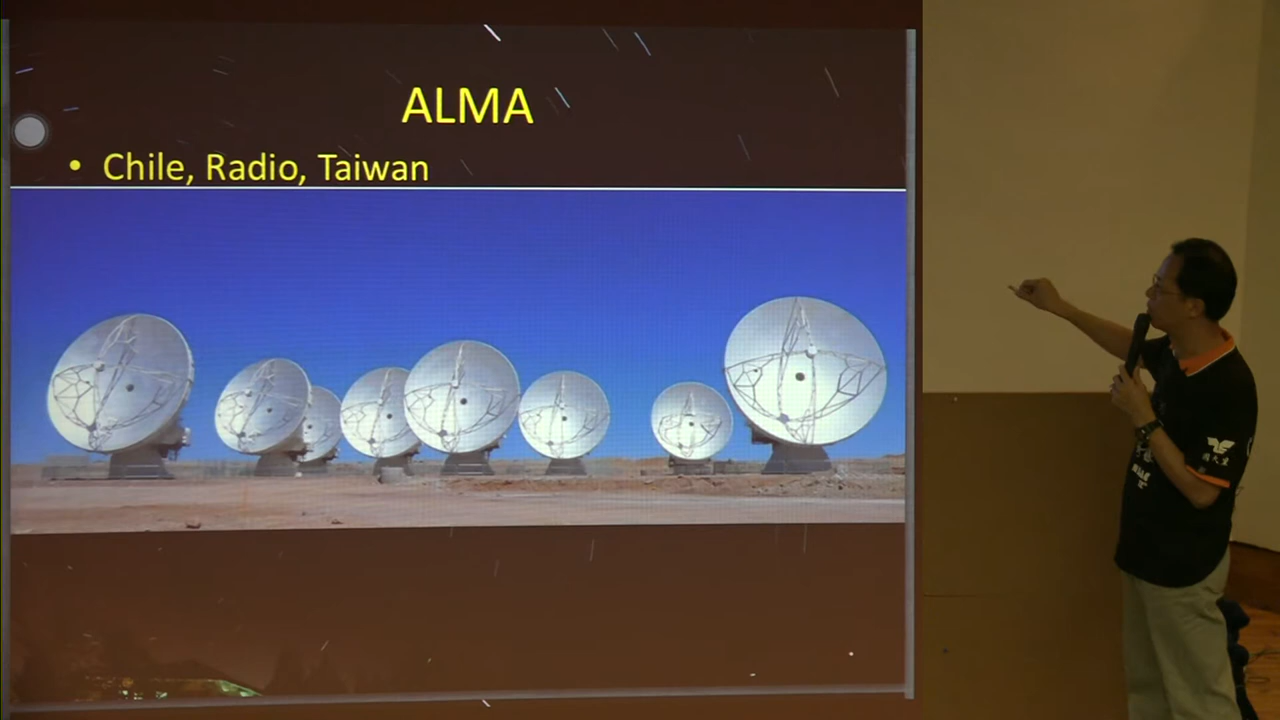 ALMA
• Chile, Radio, Taiwan